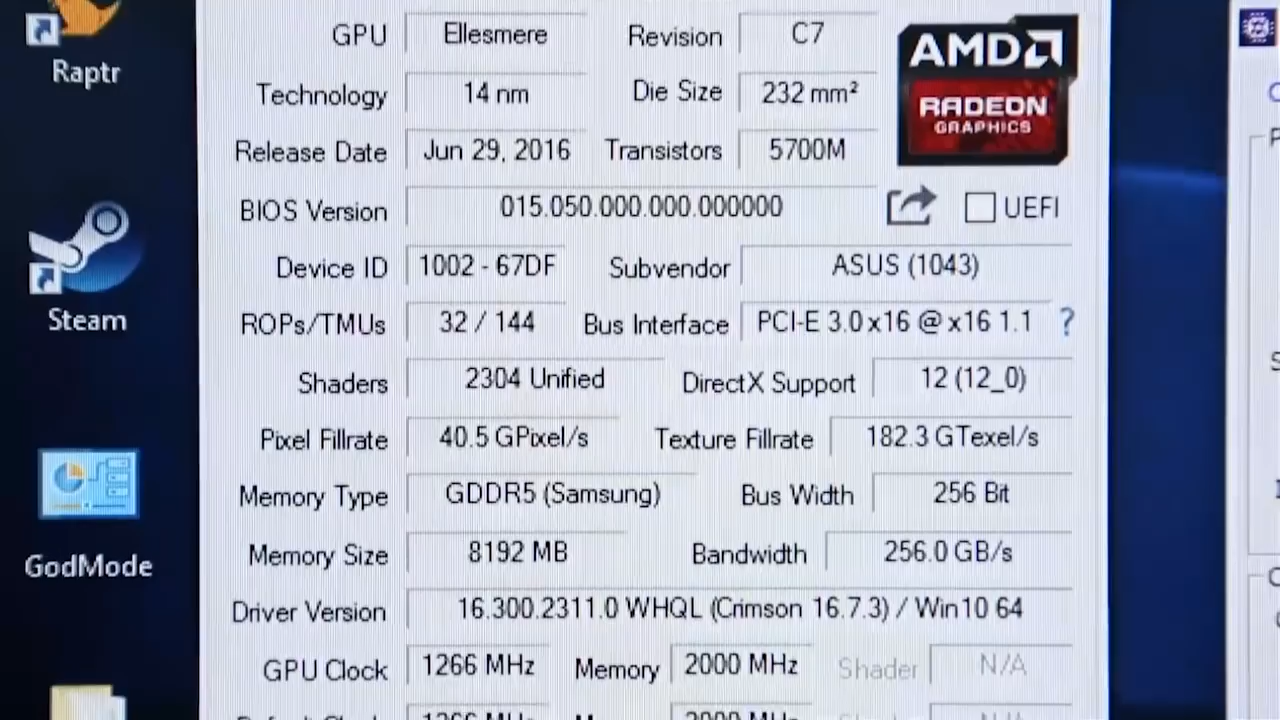 GPU Ellesmere Revision C7
AMD
RADEON
GRAPHICS
Raptr
Technology 14 nm Die Size 232 mm²
Release Date Jun 29, 2016 Transistors 5700M
BIOS Version 015.050.000.000.000000 UEFI
Device ID 1002 - 67DF Subvendor ASUS (1043)
Steam
ROPs/TMUs 32 / 144 Bus Interface PCI-E 3.0 x16 @ x16 1.1 ?
Shaders 2304 Unified DirectX Support 12 (12_0)
Pixel Fillrate 40.5 GPixel/s Texture Fillrate 182.3 GTexel/s
Memory Type GDDR5 (Samsung) Bus Width 256 Bit
Memory Size 8192 MB Bandwidth 256.0 GB/s
GodMode
Driver Version 16.300.2311.0 WHQL (Crimson 16.7.3) / Win10 64
GPU Clock 1266 MHz Memory 2000 MHz Shader N/A